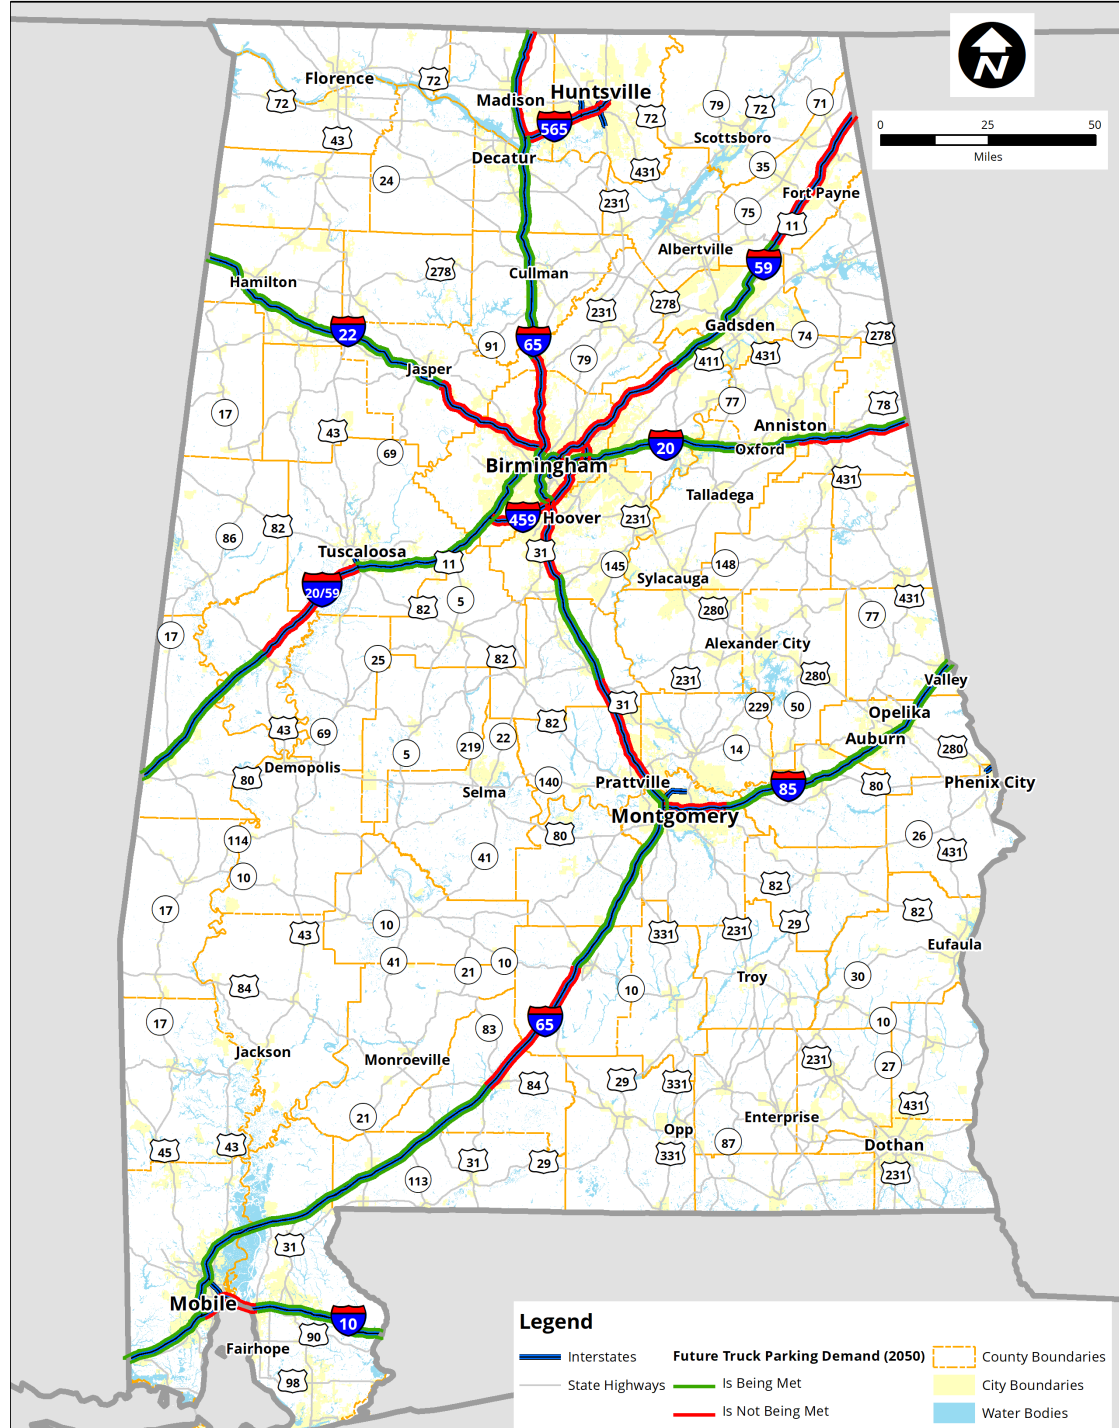 N
0 25 50
Miles
Florence
72
72
Madison
Huntsville
565
72
79
72
71
Scottsboro
43
Decatur
24
431
35
231
75
Fort Payne
11
Albertville
59
Hamilton
278
Cullman
278
231
22
65
Gadsden
74
278
91
79
411
431
Jasper
17
77
78
43
69
Anniston
20
Oxford
Birmingham
431
Talladega
82
459
Hoover
231
86
Tuscaloosa
31
11
145
148
Sylacauga
20/59
82
5
280
431
77
17
Alexander City
25
82
231
280
Valley
31
229
50
Opelika
43
69
82
22
219
5
14
Auburn
280
Demopolis
80
Selma
140
Prattville
85
80
Phenix City
Montgomery
114
80
26
431
41
10
82
17
10
43
331
231
29
82
Eufaula
41
21
10
84
10
Troy
30
17
83
65
10
Jackson
Monroeville
231
27
84
29
331
21
431
Enterprise
45
43
Opp
87
Dothan
331
31
29
113
231
31
Mobile
10
90
Fairhope
98
Legend
Interstates
State Highways
Future Truck Parking Demand (2050)
Is Being Met
Is Not Being Met
County Boundaries
City Boundaries
Water Bodies